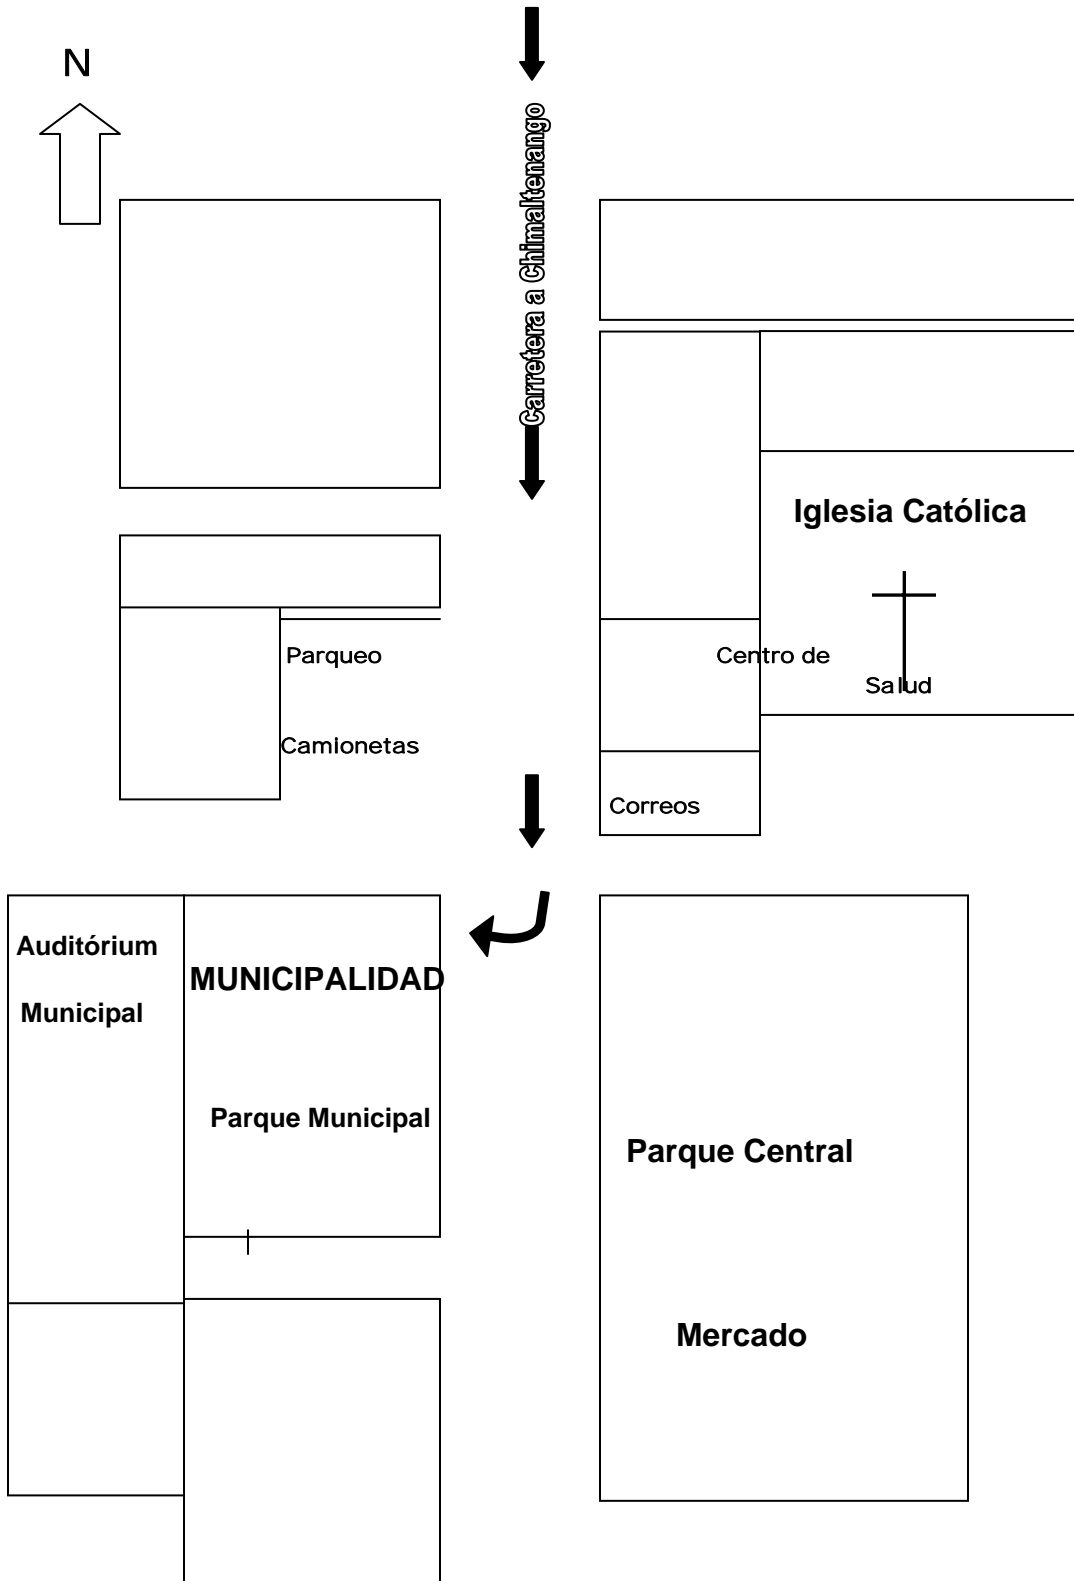 N
Carretera a Chimaltenango
Iglesia Católica
Parqueo
Centro de
Salud
Camionetas
Correos
Auditórium
Municipal
MUNICIPALIDAD
Parque Municipal
Parque Central
Mercado